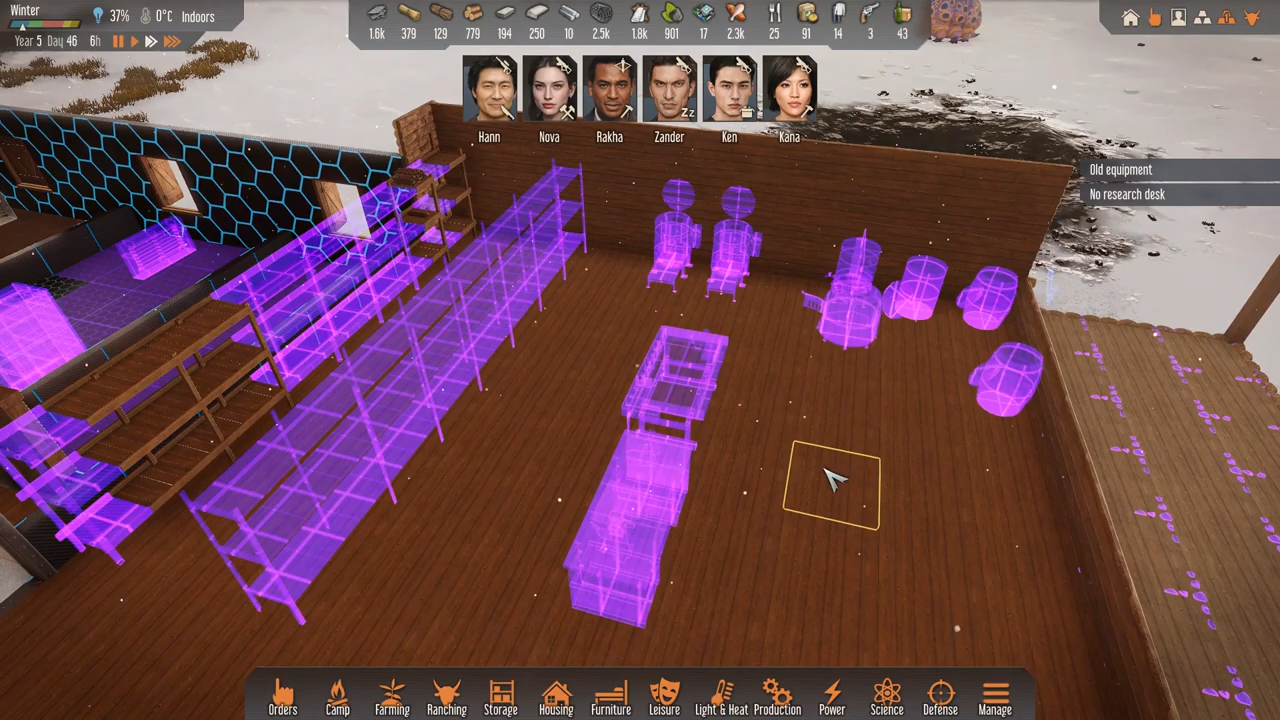 Winter
37%
0°C
Indoors
Year 5 Day 46 6h
1.6k 379 129 779 194 250 10 2.5k 1.8k 901 17 2.3k 25 91 14 3 43
Hann Nova Rakha Zander Ken Kana
Zz
Old equipment
No research desk
Orders Camp Farming Ranching Storage Housing Furniture Leisure Light & Heat Production Power Science Defense Manage